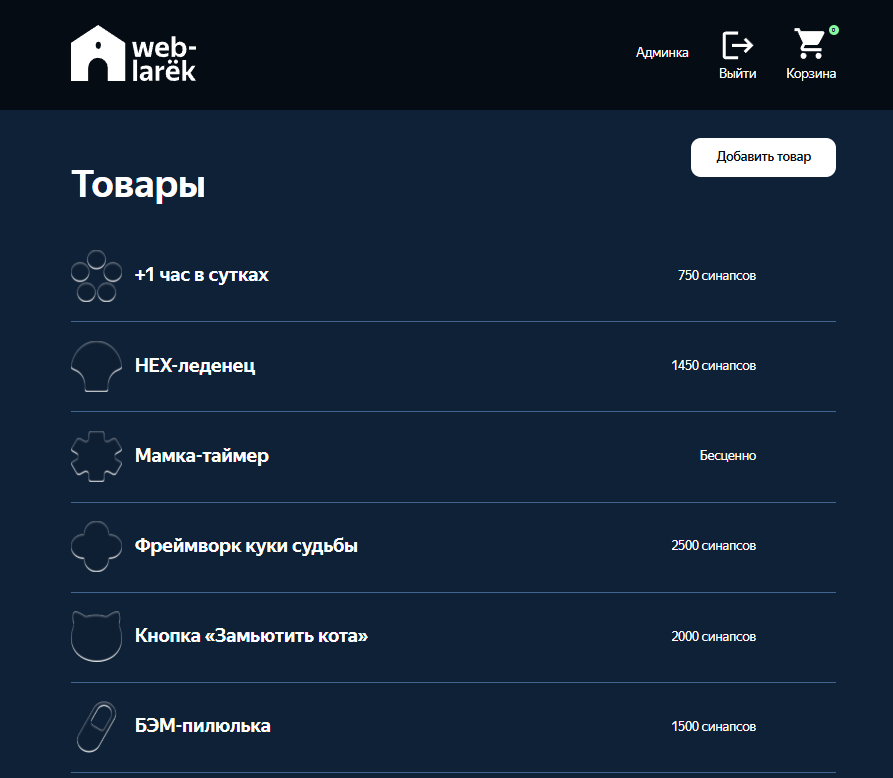 web-
larёk
Админка
Выйти
0
Корзина
Добавить товар
Товары
+1 час в сутках
750 синапсов
HEX-леденец
1450 синапсов
Мамка-таймер
Бесценно
Фреймворк куки судьбы
2500 синапсов
Кнопка «Замьютить кота»
2000 синапсов
БЭМ-пилюлька
1500 синапсов